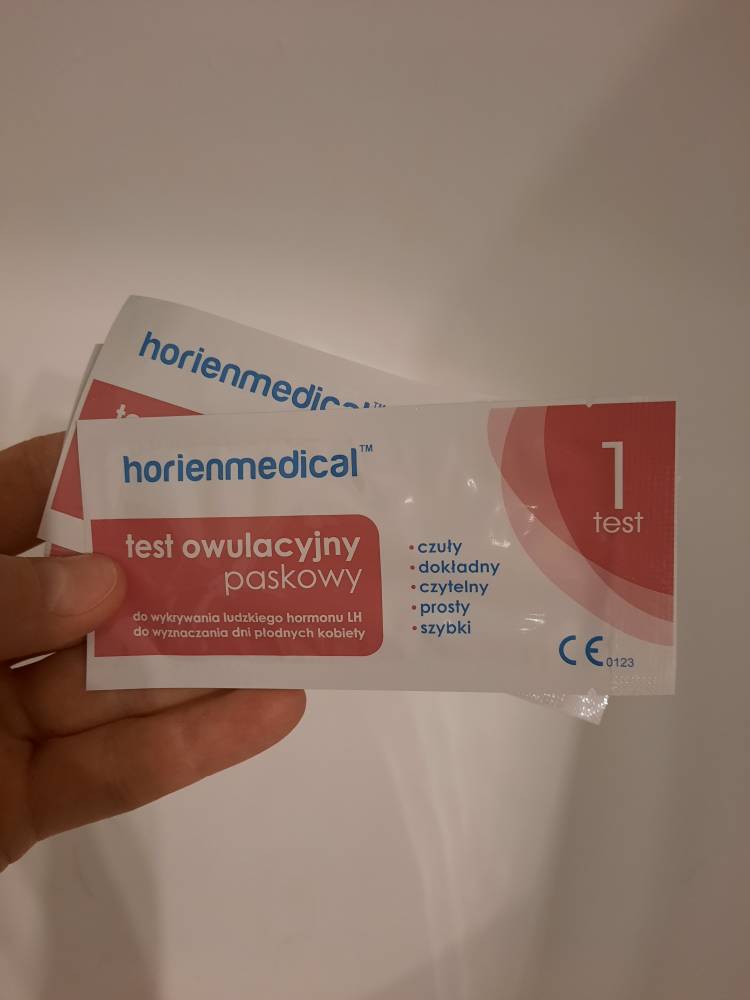 horienmedical™
horienmedical™
1
test
test owulacyjny
paskowy
do wykrywania ludzkiego hormonu LH
do wyznaczania dni płodnych kobiety
• czuły
• dokładny
• czytelny
• prosty
• szybki
CE 0123